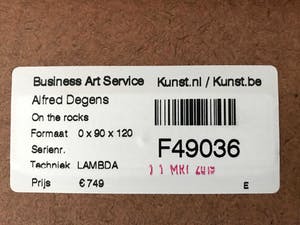 Business Art Service Kunst.nl / Kunst.be
Alfred Degens
On the rocks
Formaat 0 x 90 x 120
Serienr. F49036
Techniek LAMBDA
Prijs € 749 E